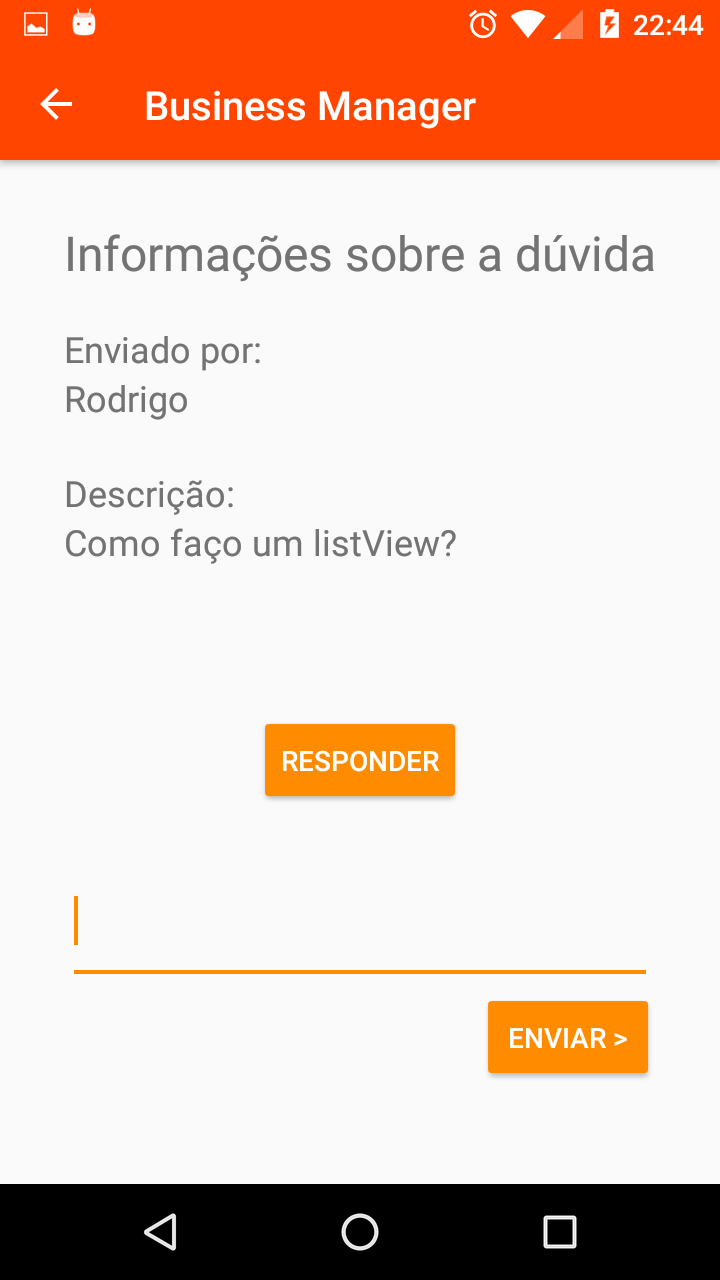 22:44
Business Manager
Informações sobre a dúvida
Enviado por:
Rodrigo
Descrição:
Como faço um listView?
RESPONDER
ENVIAR >